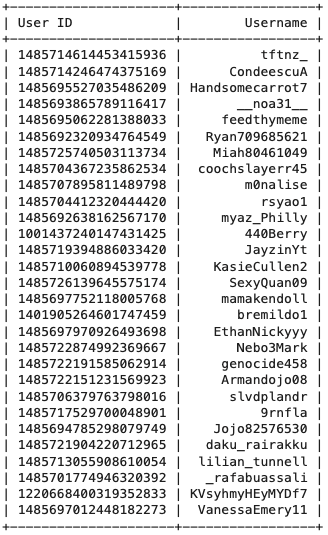 +---------------------+-----------------+
| User ID | Username |
+---------------------+-----------------+
| 1485714614453415936 | tftnz_ |
| 1485714246474375169 | CondeescuA |
| 1485695527035486209 | Handsomecarrot7 |
| 1485693865789116417 | __noa31__ |
| 1485695062281388033 | feedthymeme |
| 1485692320934764549 | Ryan709685621 |
| 1485725740503113734 | Miah80461049 |
| 1485704367235862534 | coochslayerr45 |
| 1485707895811489798 | m0nalise |
| 1485704412320444420 | rsyao1 |
| 1485692638162567170 | myaz_Philly |
| 1001437240147431425 | 440Berry |
| 1485719394886033420 | JayzinYt |
| 1485710060894539778 | KasieCullen2 |
| 1485726139645575174 | SexyQuan09 |
| 1485697752118005768 | mamakendoll |
| 1401905264601747459 | bremildo1 |
| 1485697970926493698 | EthanNickyyy |
| 1485722874992369667 | Nebo3Mark |
| 1485722191585062914 | genocide458 |
| 1485722151231569923 | Armandojo08 |
| 1485706379763798016 | slvdplandr |
| 1485717529700048901 | 9rnfla |
| 1485694785298079749 | Jojo82576530 |
| 1485721904220712965 | daku_rairakku |
| 1485713055908610054 | lilian_tunnell |
| 1485701774946320392 | _rafabuassali |
| 1220668400319352833 | KVsyhmyHEyMYDf7 |
| 1485697012448182273 | VanessaEmery11 |
+---------------------+-----------------+